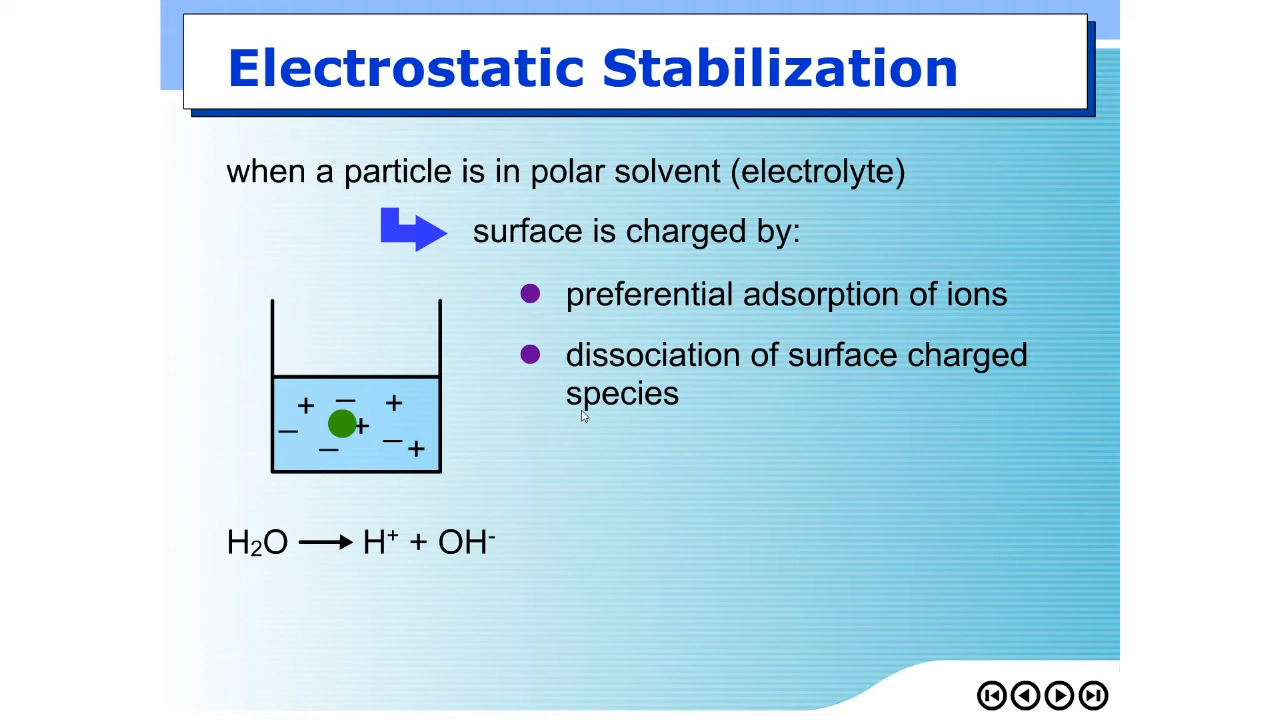 Electrostatic Stabilization
when a particle is in polar solvent (electrolyte)
surface is charged by:
preferential adsorption of ions
dissociation of surface charged
species
+ – +
– + – +
–
H₂O ⟶ H⁺ + OH⁻